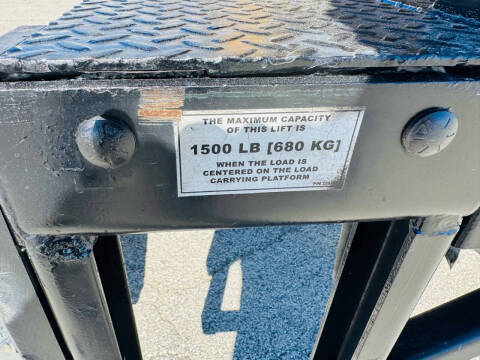 THE MAXIMUM CAPACITY
OF THIS LIFT IS
1500 LB [680 KG]
WHEN THE LOAD IS
CENTERED ON THE LOAD
CARRYING PLATFORM
P/N